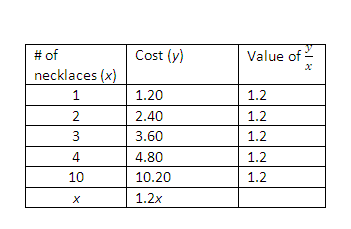 # of Cost (y) Value of y/x
necklaces (x)
1 1.20 1.2
2 2.40 1.2
3 3.60 1.2
4 4.80 1.2
10 10.20 1.2
x 1.2x